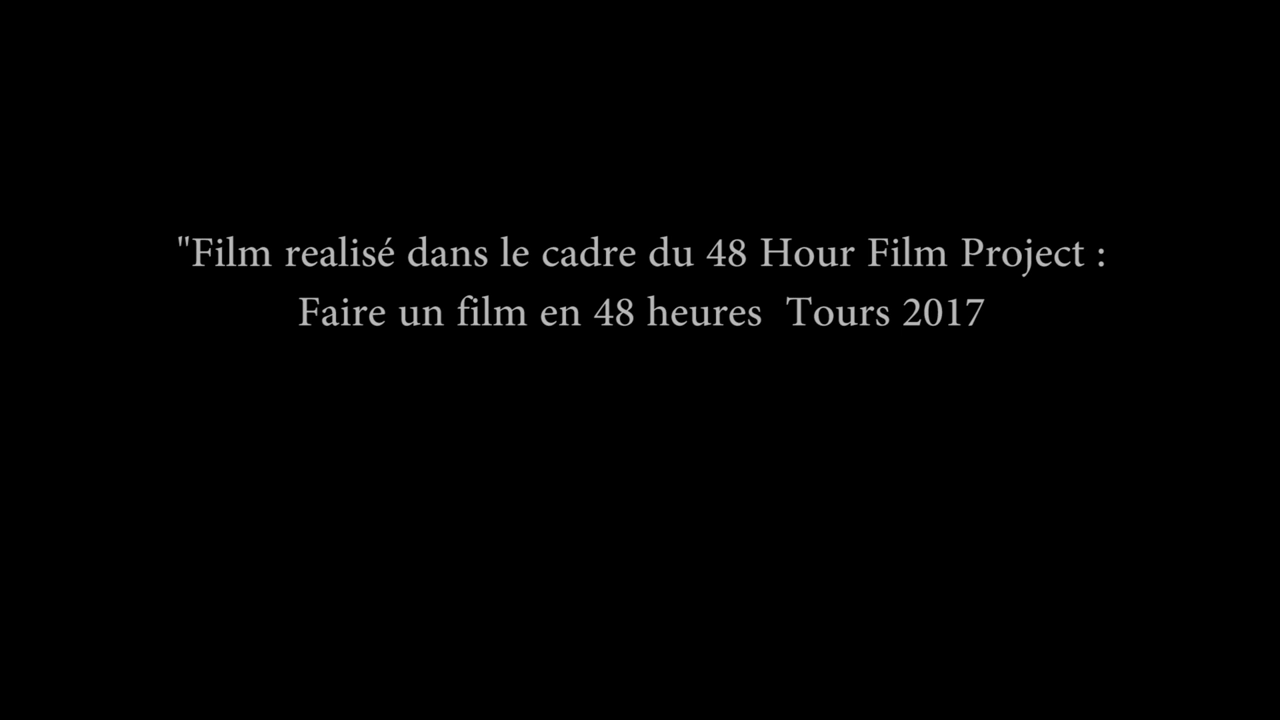 "Film realisé dans le cadre du 48 Hour Film Project :
Faire un film en 48 heures  Tours 2017